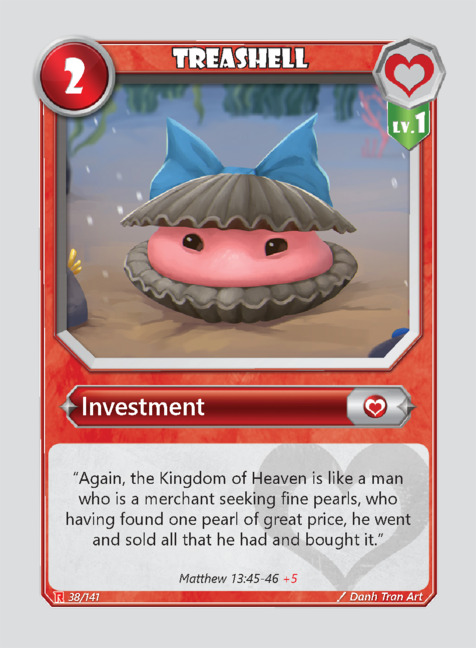 TREASHELL
2
LV.1
Investment
“Again, the Kingdom of Heaven is like a man
who is a merchant seeking fine pearls, who
having found one pearl of great price, he went
and sold all that he had and bought it.”
Matthew 13:45-46 +5
R 38/141
Danh Tran Art